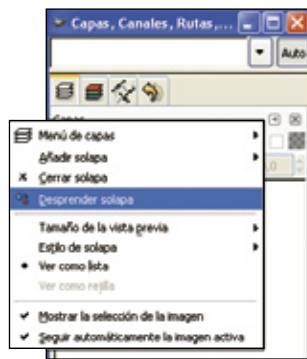 Capas, Canales, Rutas,...
Auto
Capas
Menú de capas
Añadir solapa
Cerrar solapa
Desprender solapa
Tamaño de la vista previa
Estilo de solapa
Ver como lista
Ver como rejilla
Mostrar la selección de la imagen
Seguir automáticamente la imagen activa